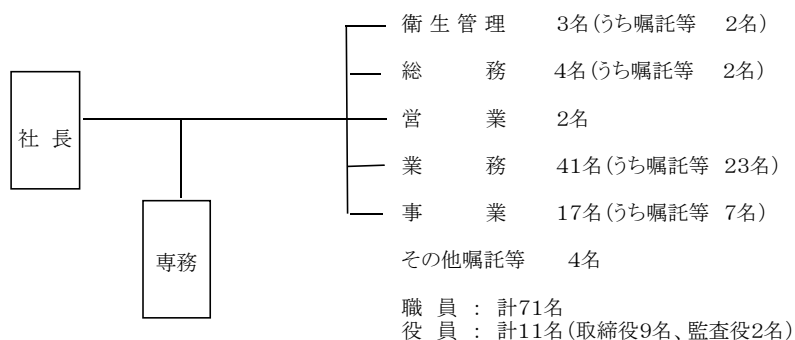 衛生管理 3名(うち嘱託等 2名)
総務 4名(うち嘱託等 2名)
営業 2名
業務 41名(うち嘱託等 23名)
事業 17名(うち嘱託等 7名)
その他嘱託等 4名
社長
専務
職員 : 計71名
役員 : 計11名(取締役9名、監査役2名)